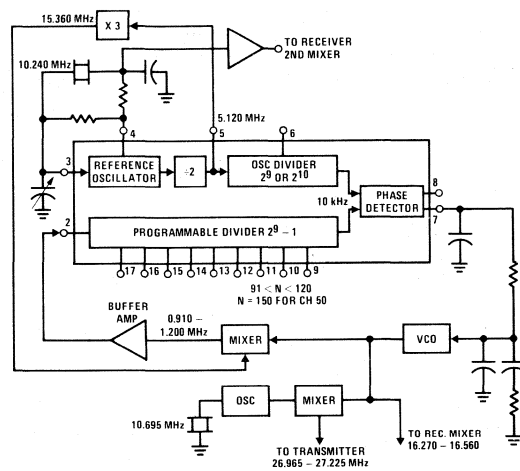 15.360 MHz
X 3
TO RECEIVER
2ND MIXER
10.240 MHz
5.120 MHz
4
5
6
3
REFERENCE
OSCILLATOR
÷2
OSC DIVIDER
2⁹ OR 2¹⁰
PHASE
DETECTOR
8
7
10 kHz
2
PROGRAMMABLE DIVIDER 2⁹ – 1
17
16
15
14
13
12
11
10
9
91 < N < 120
N = 150 FOR CH 50
BUFFER
AMP
0.910 –
1.200 MHz
MIXER
VCO
OSC
MIXER
10.695 MHz
TO TRANSMITTER
26.965 – 27.225 MHz
TO REC. MIXER
16.270 – 16.560